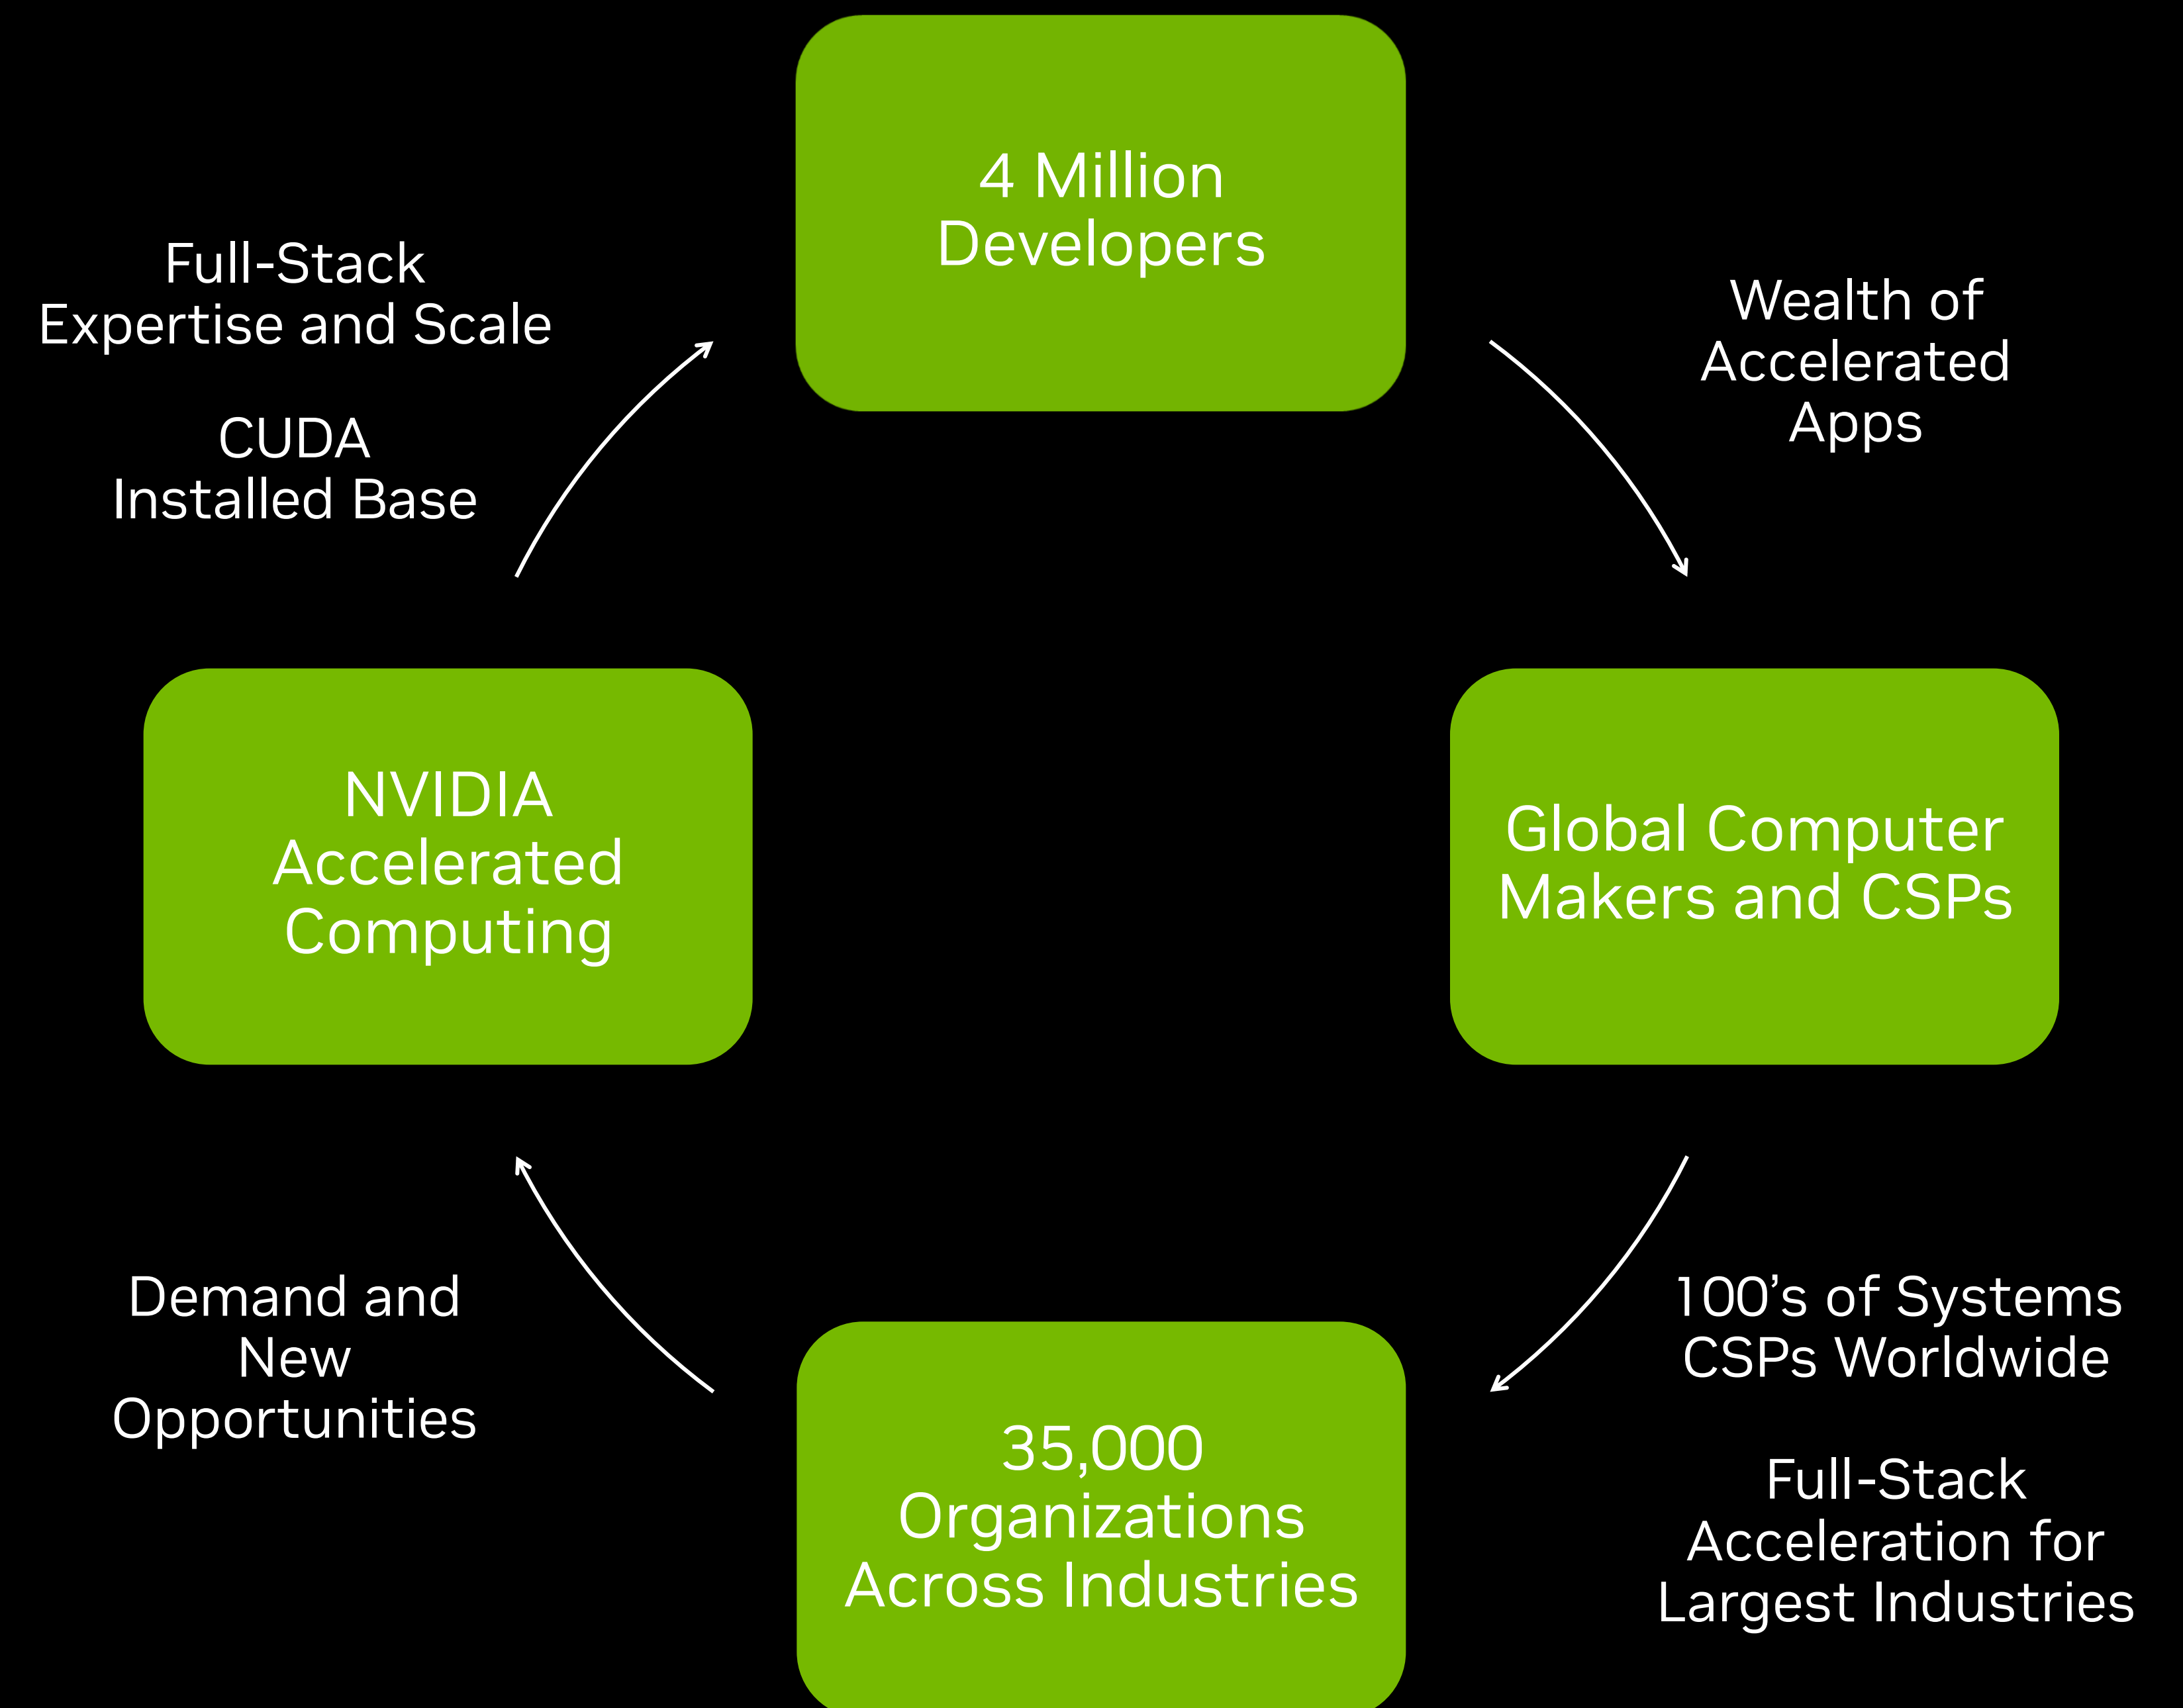 4 Million
Developers
Full-Stack
Expertise and Scale
CUDA
Installed Base
Wealth of
Accelerated
Apps
NVIDIA
Accelerated
Computing
Global Computer
Makers and CSPs
Demand and
New
Opportunities
100’s of Systems
CSPs Worldwide
Full-Stack
Acceleration for
Largest Industries
35,000
Organizations
Across Industries